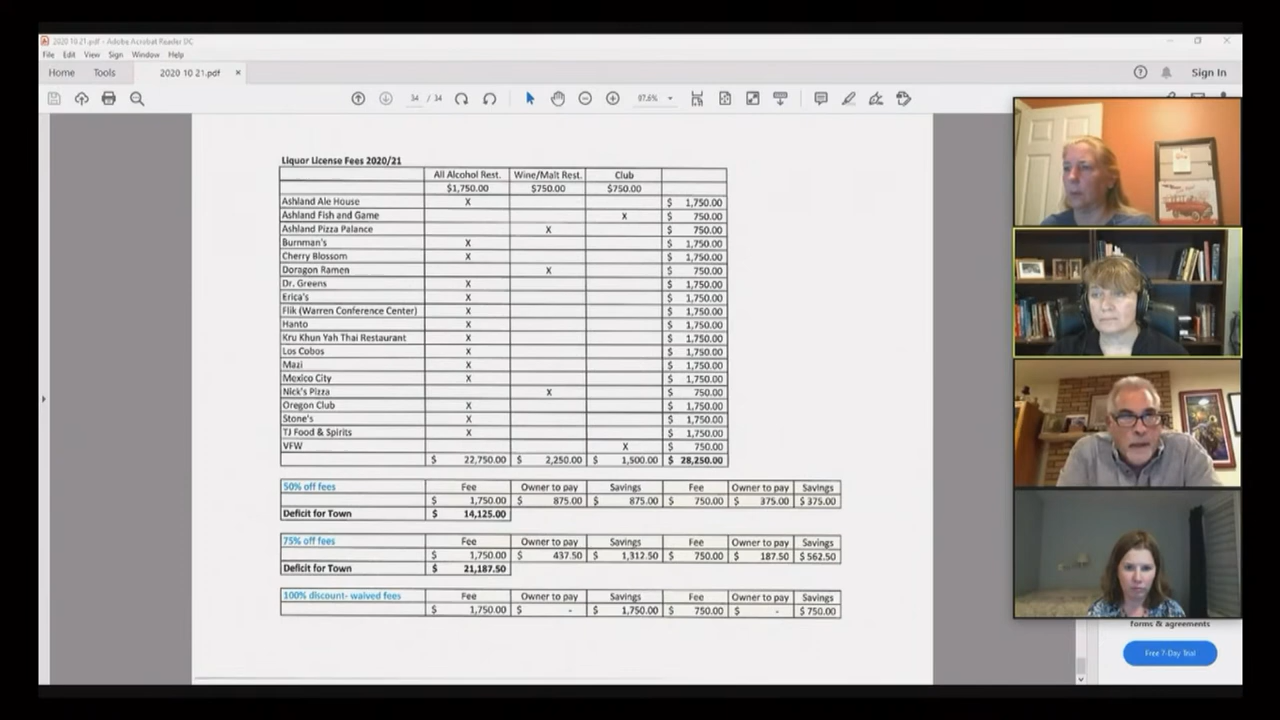 2020 10 21.pdf - Adobe Acrobat Reader DC
File Edit View Sign Window Help
Home Tools 2020 10 21.pdf × Sign In
34 / 34 87.6%
Liquor License Fees 2020/21
All Alcohol Rest. Wine/Malt Rest. Club
$1,750.00 $750.00 $750.00
Ashland Ale House X $ 1,750.00
Ashland Fish and Game X $ 750.00
Ashland Pizza Palance X $ 750.00
Burnman's X $ 1,750.00
Cherry Blossom X $ 1,750.00
Doragon Ramen X $ 750.00
Dr. Greens X $ 1,750.00
Erica's X $ 1,750.00
Flik (Warren Conference Center) X $ 1,750.00
Hanto X $ 1,750.00
Kru Khun Yah Thai Restaurant X $ 1,750.00
Los Cobos X $ 1,750.00
Mazi X $ 1,750.00
Mexico City X $ 1,750.00
Nick's Pizza X $ 750.00
Oregon Club X $ 1,750.00
Stone's X $ 1,750.00
TJ Food & Spirits X $ 1,750.00
VFW X $ 750.00
$ 22,750.00 $ 2,250.00 $ 1,500.00 $ 28,250.00
50% off fees Fee Owner to pay Savings Fee Owner to pay Savings
$ 1,750.00 $ 875.00 $ 875.00 $ 750.00 $ 375.00 $ 375.00
Deficit for Town $ 14,125.00
75% off fees Fee Owner to pay Savings Fee Owner to pay Savings
$ 1,750.00 $ 437.50 $ 1,312.50 $ 750.00 $ 187.50 $ 562.50
Deficit for Town $ 21,187.50
100% discount- waived fees Fee Owner to pay Savings Fee Owner to pay Savings
$ 1,750.00 $ - $ 1,750.00 $ 750.00 $ - $ 750.00
forms & agreements
Free 7-Day Trial